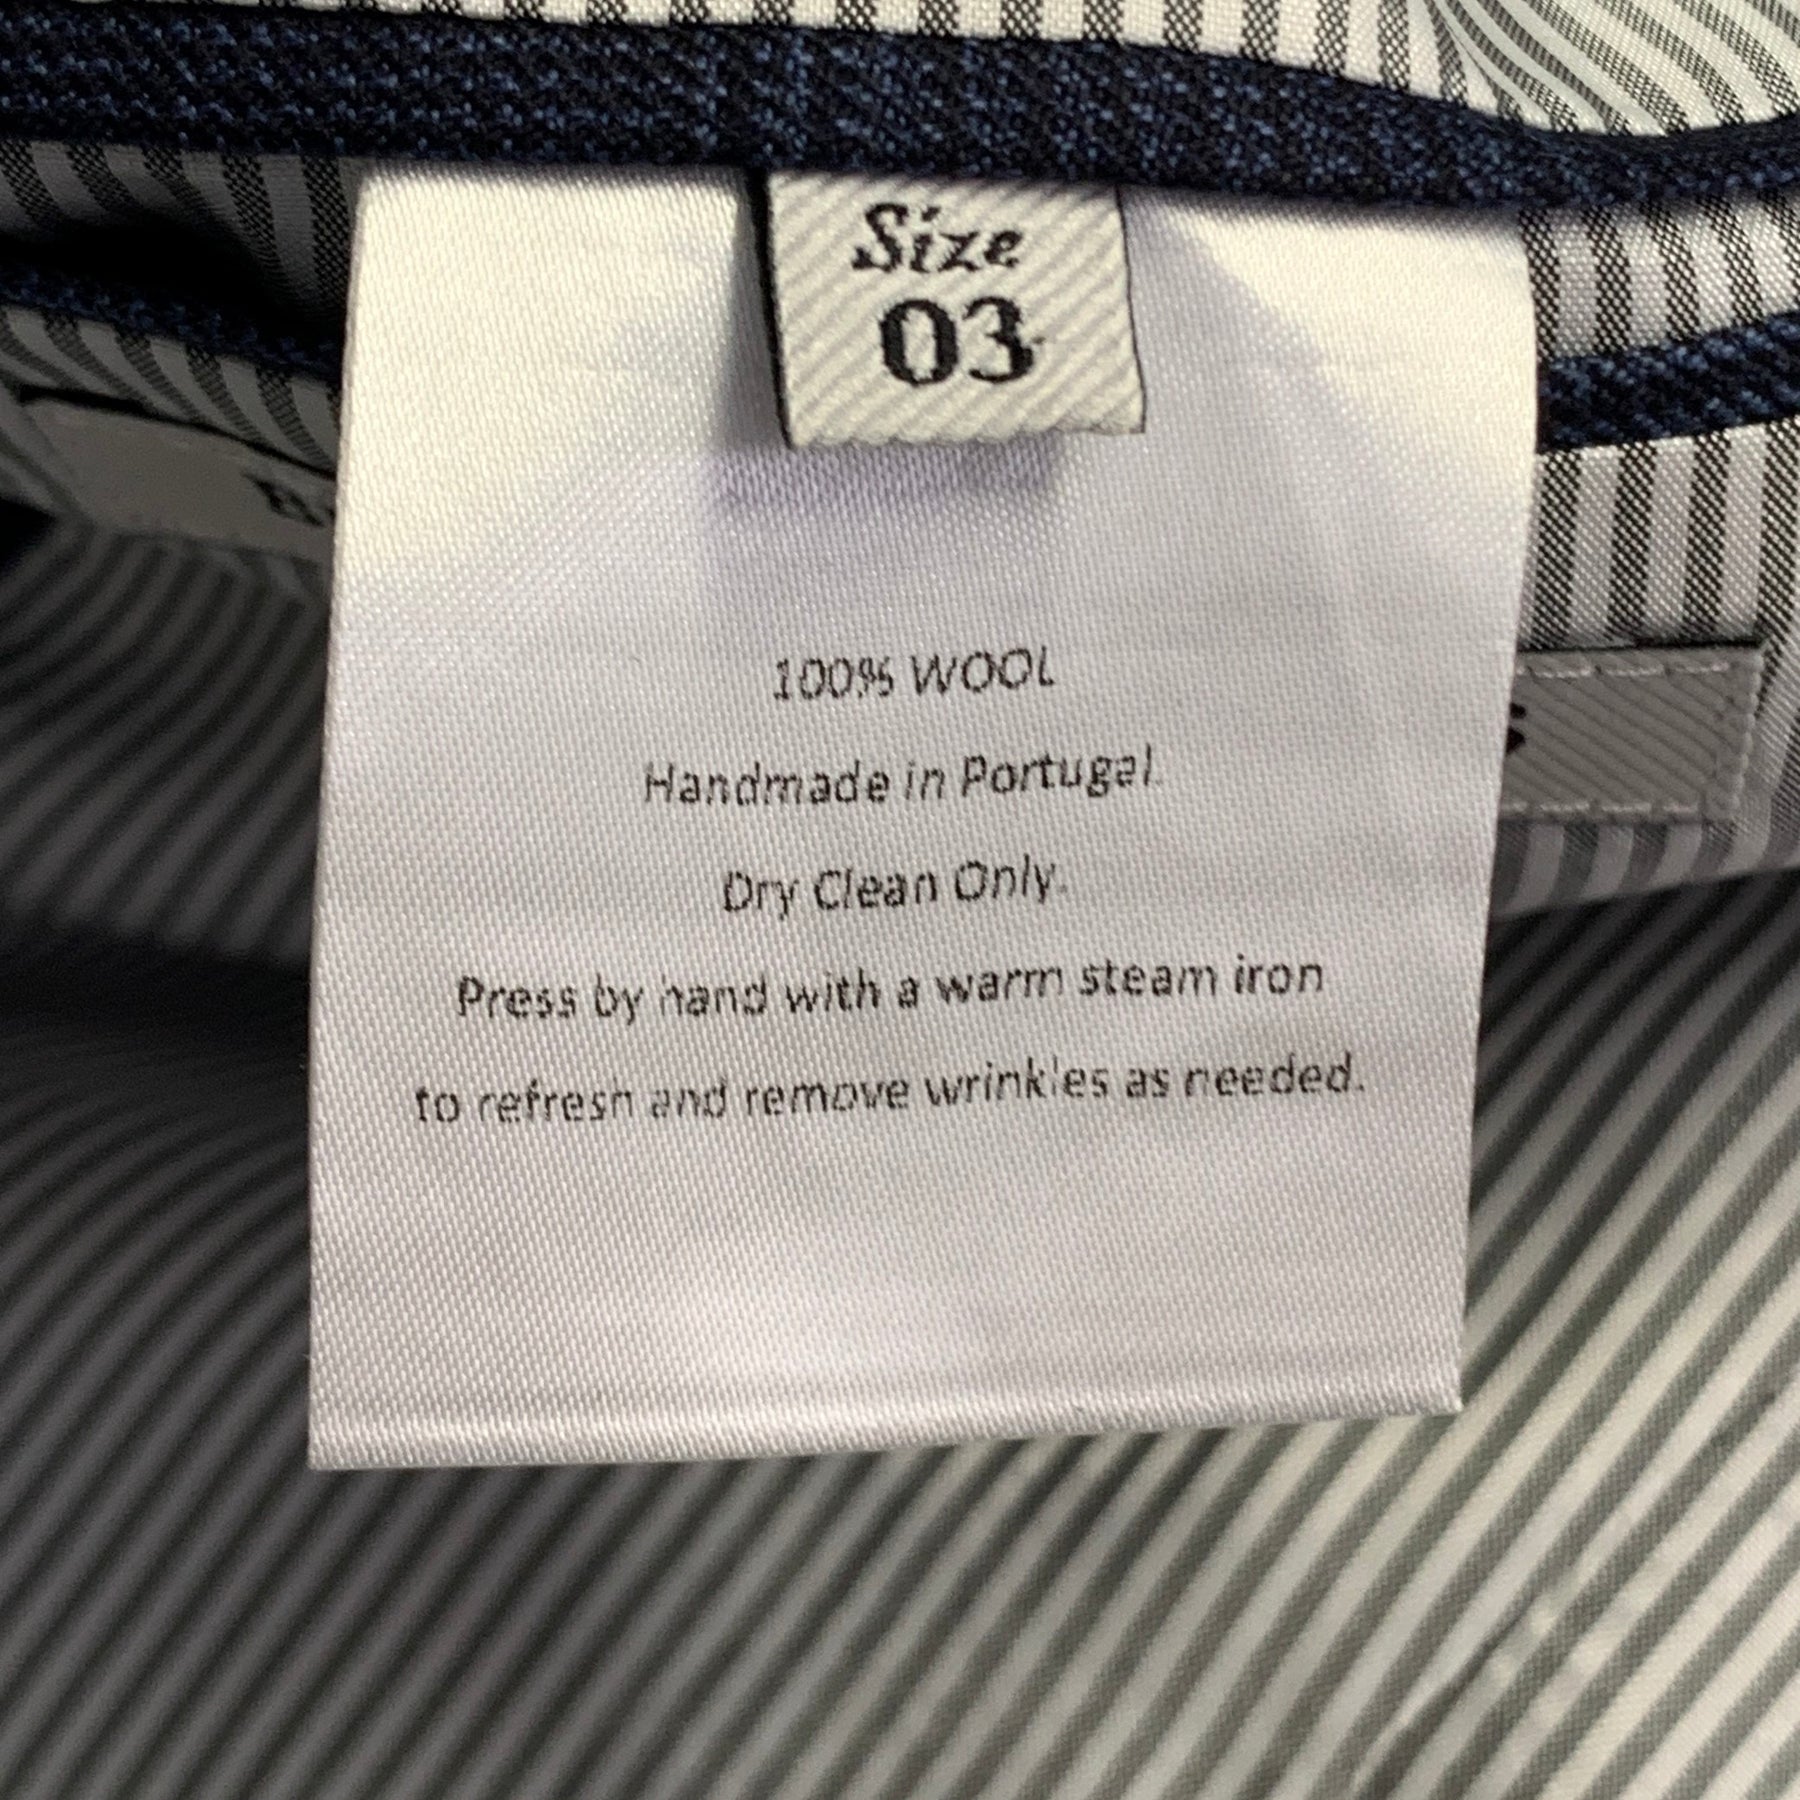 Size
03
100% WOOL
Handmade in Portugal.
Dry Clean Only.
Press by hand with a warm steam iron
to refresh and remove wrinkles as needed.